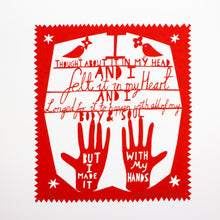 THOUGHT ABOUT IT IN MY HEAD
AND I
felt it in my Heart
AND I
Longed for it to happen with all of my
BODY & SOUL
BUT
I
MADE
IT
WITH
MY
HANDS